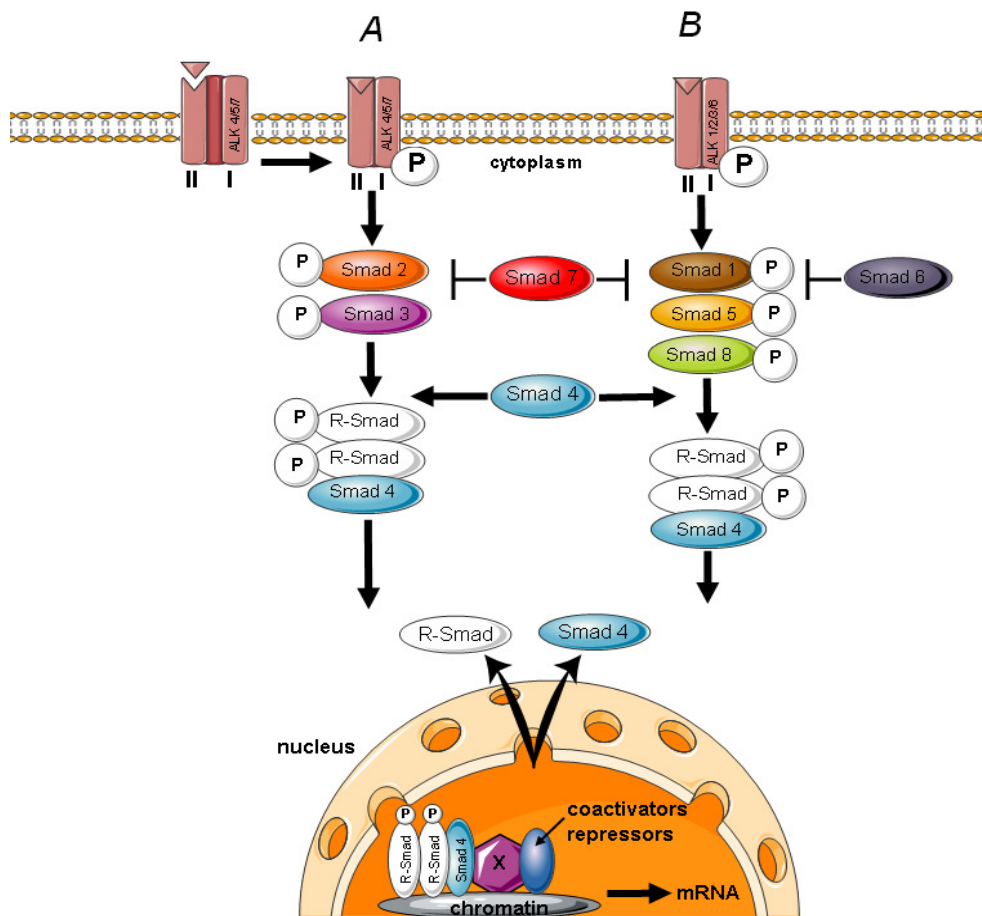 A
B
ALK 4/5/7
ALK 4/5/7
ALK 1/2/3/6
P
P
cytoplasm
II
I
II
I
II
I
P
Smad 2
Smad 7
Smad 1
P
Smad 6
P
Smad 3
Smad 5
P
Smad 8
P
Smad 4
P
R-Smad
P
R-Smad
Smad 4
R-Smad
P
R-Smad
P
Smad 4
R-Smad
Smad 4
nucleus
coactivators
repressors
P
P
R-Smad
R-Smad
Smad 4
X
chromatin
mRNA